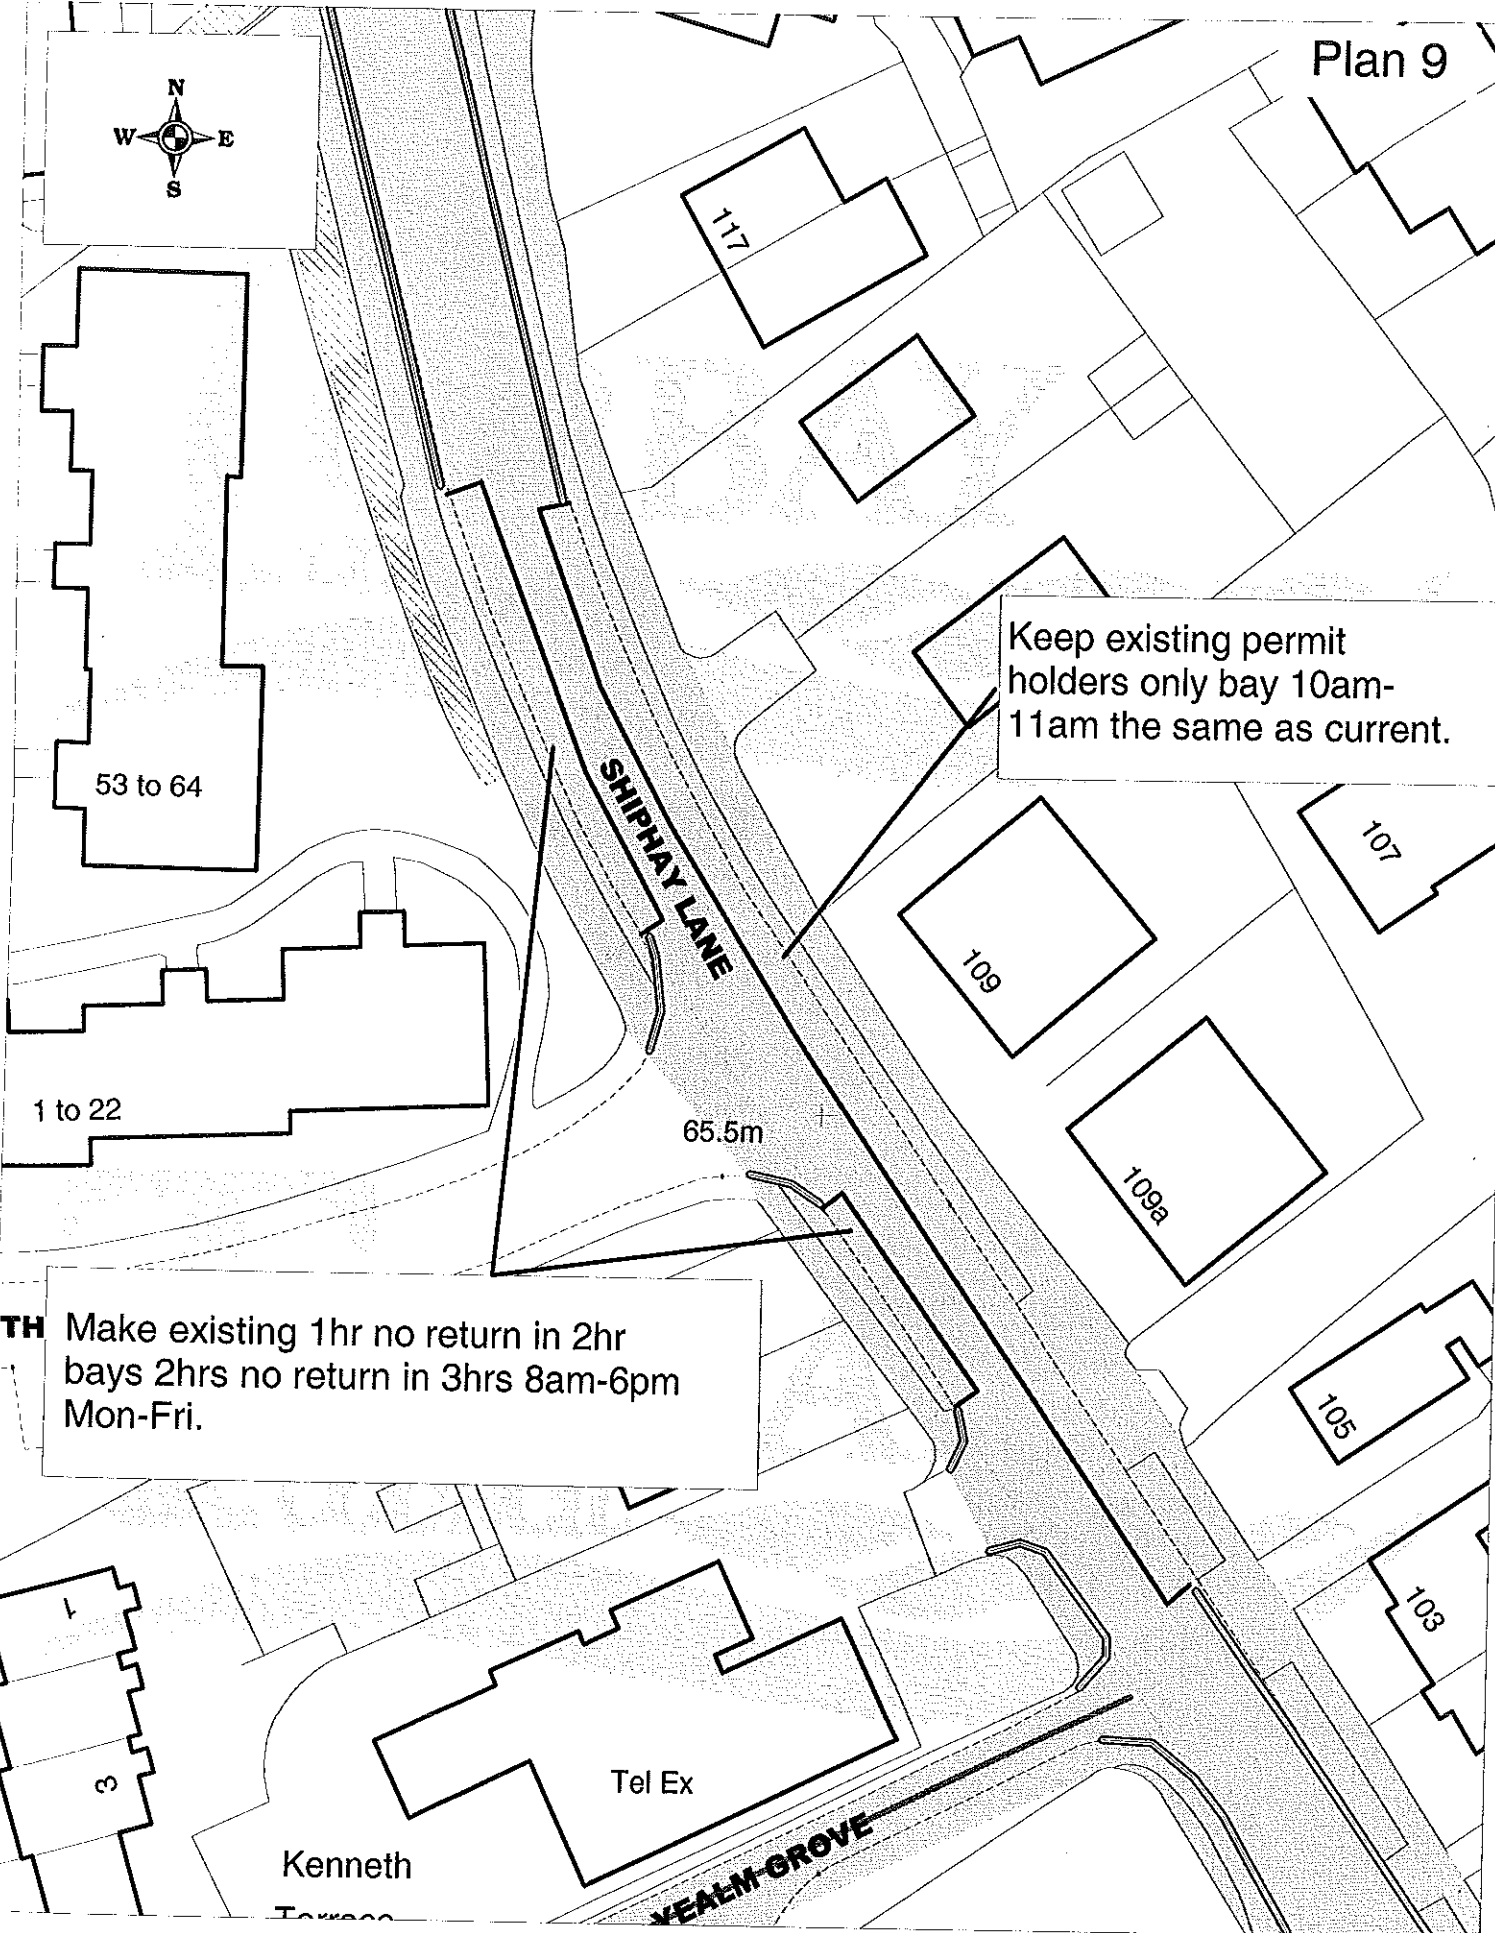 Plan 9
N
W E
S
117
Keep existing permit
holders only bay 10am-
11am the same as current.
53 to 64
SHIPHAY LANE
107
109
1 to 22
65.5m
109a
TH
Make existing 1hr no return in 2hr
bays 2hrs no return in 3hrs 8am-6pm
Mon-Fri.
105
1
103
3
Tel Ex
YEALM GROVE
Kenneth
Terrace